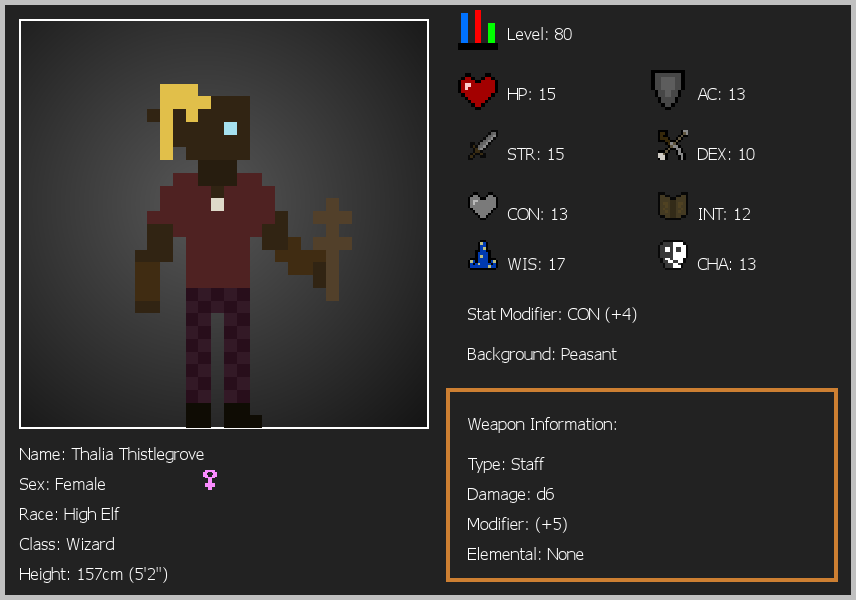 Level: 80
HP: 15
AC: 13
STR: 15
DEX: 10
CON: 13
INT: 12
WIS: 17
CHA: 13
Stat Modifier: CON (+4)
Background: Peasant
Weapon Information:
Type: Staff
Damage: d6
Modifier: (+5)
Elemental: None
Name: Thalia Thistlegrove
Sex: Female
Race: High Elf
Class: Wizard
Height: 157cm (5'2")